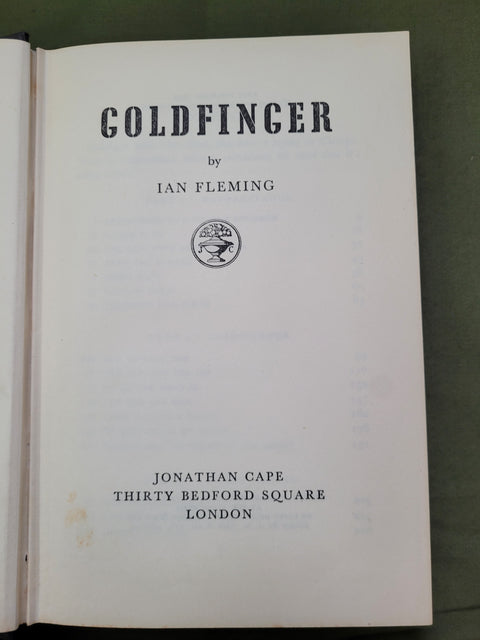 GOLDFINGER
by
IAN FLEMING
J C
JONATHAN CAPE
THIRTY BEDFORD SQUARE
LONDON